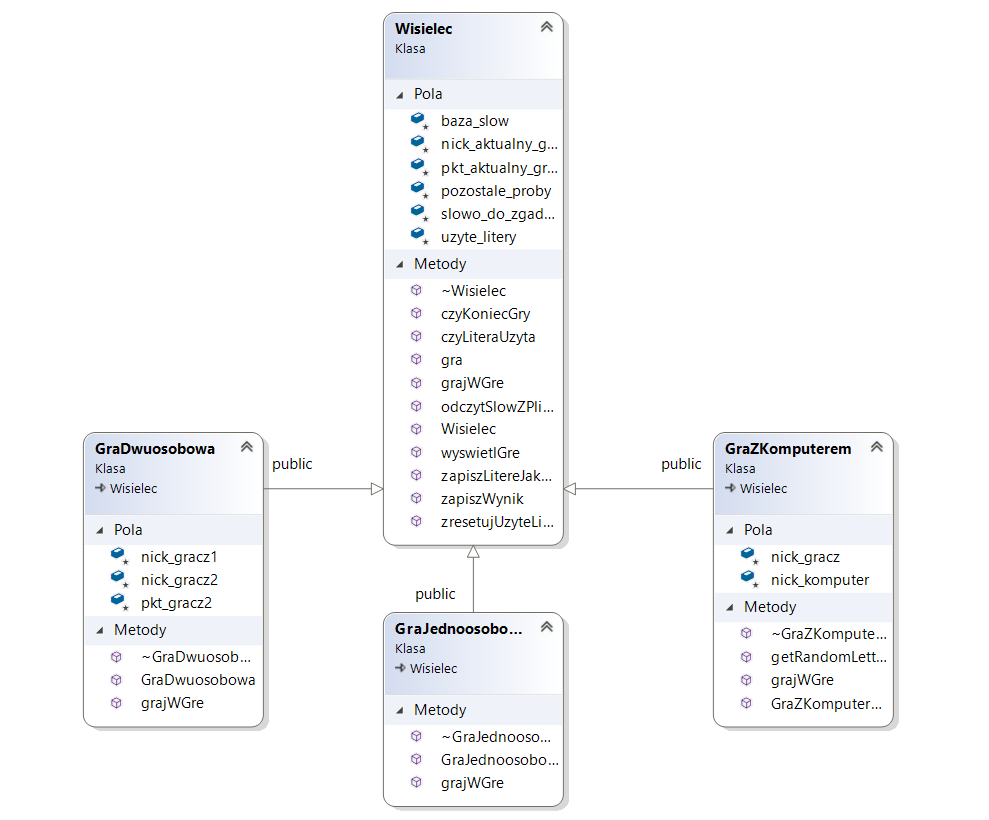 Wisielec
Klasa
Pola
baza_slow
nick_aktualny_g...
pkt_aktualny_gr...
pozostale_proby
slowo_do_zgad...
uzyte_litery
Metody
~Wisielec
czyKoniecGry
czyLiteraUzyta
gra
grajWGre
odczytSlowZPli...
Wisielec
wyswietlGre
zapiszLitereJak...
zapiszWynik
zresetujUzyteLi...
GraDwuosobowa
Klasa
Wisielec
Pola
nick_gracz1
nick_gracz2
pkt_gracz2
Metody
~GraDwuosob...
GraDwuosobowa
grajWGre
public
public
GraZKomputerem
Klasa
Wisielec
Pola
nick_gracz
nick_komputer
Metody
~GraZKompute...
getRandomLett...
grajWGre
GraZKomputer...
public
GraJednoosobo...
Klasa
Wisielec
Metody
~GraJednooso...
GraJednoosobo...
grajWGre